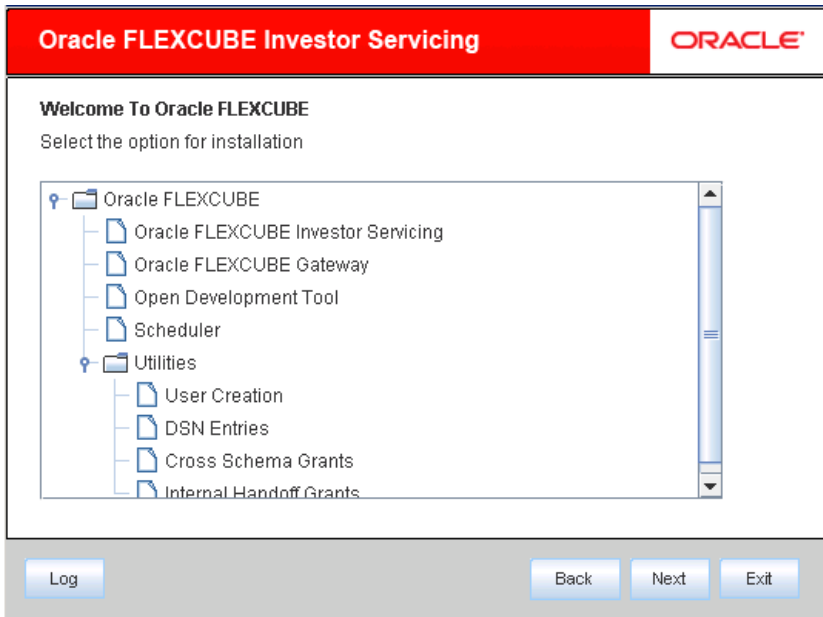 Oracle FLEXCUBE Investor Servicing
ORACLE
Welcome To Oracle FLEXCUBE
Select the option for installation
Oracle FLEXCUBE
Oracle FLEXCUBE Investor Servicing
Oracle FLEXCUBE Gateway
Open Development Tool
Scheduler
Utilities
User Creation
DSN Entries
Cross Schema Grants
Internal Handoff Grants
Log Back Next Exit